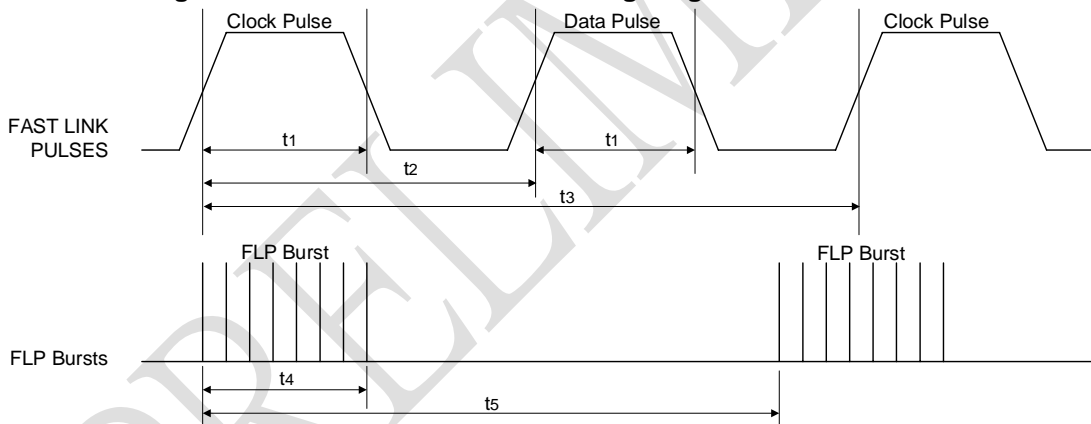 Clock Pulse
Data Pulse
Clock Pulse
FAST LINK
PULSES
t1
t1
t2
t3
FLP Burst
FLP Burst
FLP Bursts
t4
t5